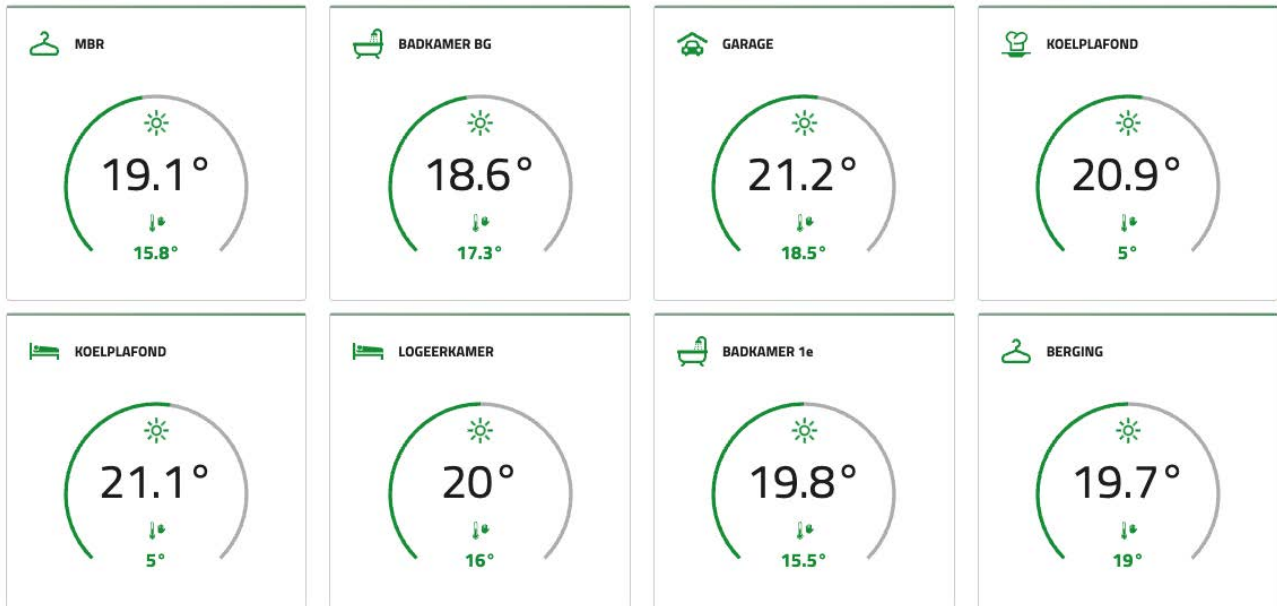 MBR
19.1°
15.8°
BADKAMER BG
18.6°
17.3°
GARAGE
21.2°
18.5°
KOELPLAFOND
20.9°
5°
KOELPLAFOND
21.1°
5°
LOGEERKAMER
20°
16°
BADKAMER 1e
19.8°
15.5°
BERGING
19.7°
19°